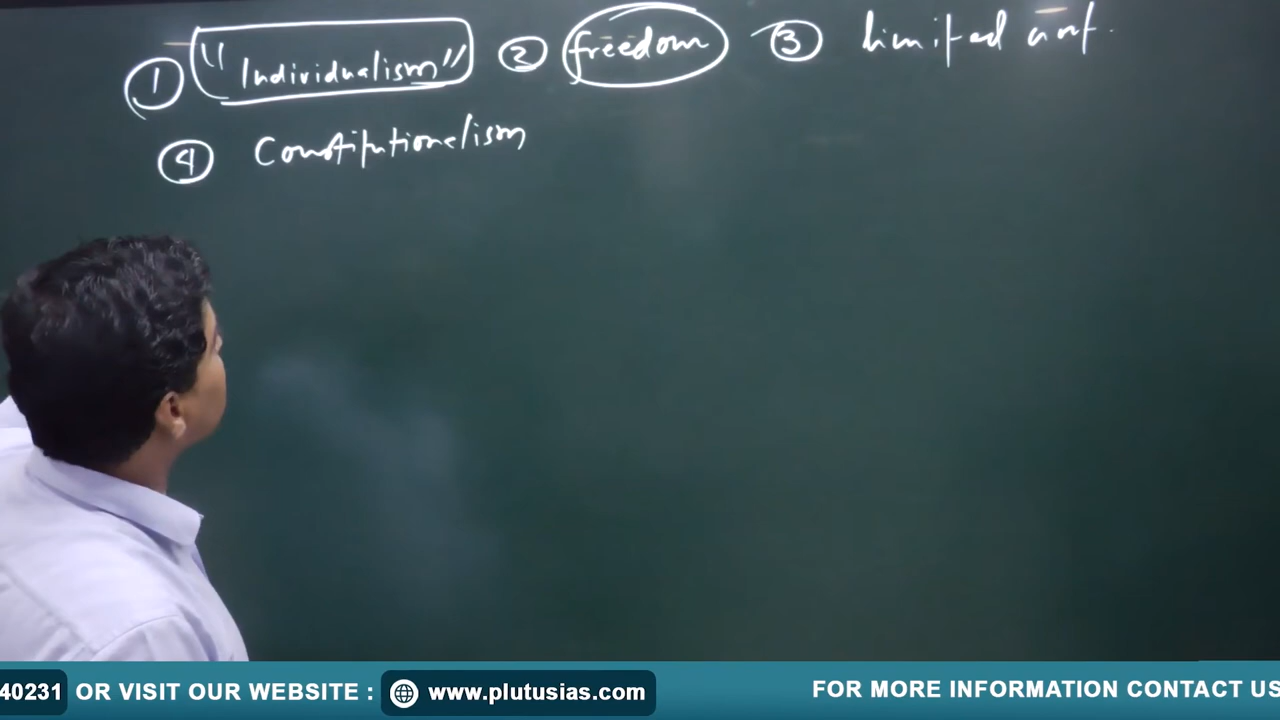 ① "Individualism" ② freedom ③ limited
④ Constitutionalism
40231 OR VISIT OUR WEBSITE : www.plutusias.com FOR MORE INFORMATION CONTACT US